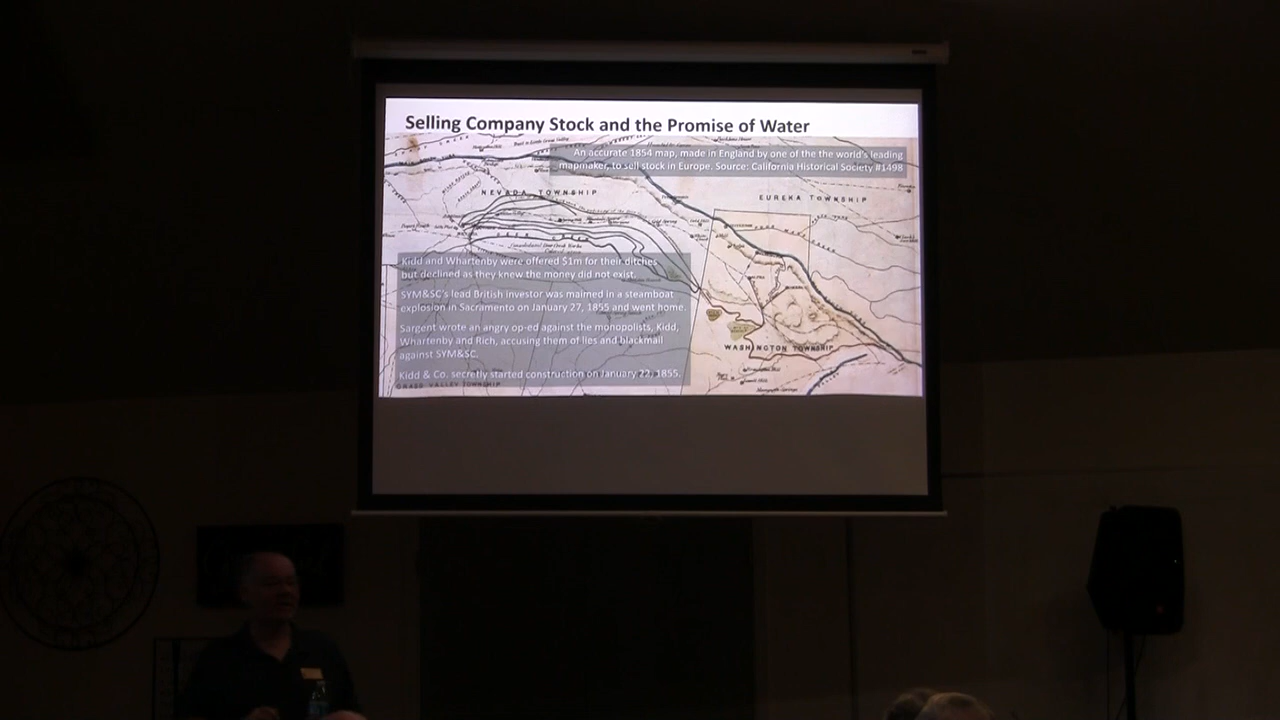 Selling Company Stock and the Promise of Water
An accurate 1854 map, made in England by one of the the world's leading
mapmaker, to sell stock in Europe. Source: California Historical Society #1498
NEVADA TOWNSHIP
EUREKA TOWNSHIP
Kidd and Whartenby were offered $1m for their ditches
but declined as they knew the money did not exist.
SYM&SC's lead British investor was maimed in a steamboat
explosion in Sacramento on January 27, 1855 and went home.
Sargent wrote an angry op-ed against the monopolists, Kidd,
Whartenby and Rich, accusing them of lies and blackmail
against SYM&SC.
Kidd & Co. secretly started construction on January 22, 1855.
WASHINGTON TOWNSHIP
GRASS VALLEY TOWNSHIP